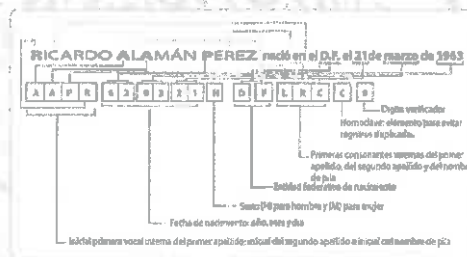 RICARDO ALAMÁN PEREZ nació en el D.F. el 21 de marzo de 1963
A A P R 6 3 0 3 2 1 H D F L R C C 0
Dígito verificador
Homoclave: elemento para evitar
registros duplicados.
Primeras consonantes internas del primer
apellido, del segundo apellido y del nombre
de pila
Entidad federativa de nacimiento
Sexo (H) para hombre y (M) para mujer
Fecha de nacimiento: año, mes y día
Inicial primera vocal interna del primer apellido; inicial del segundo apellido e inicial del nombre de pila